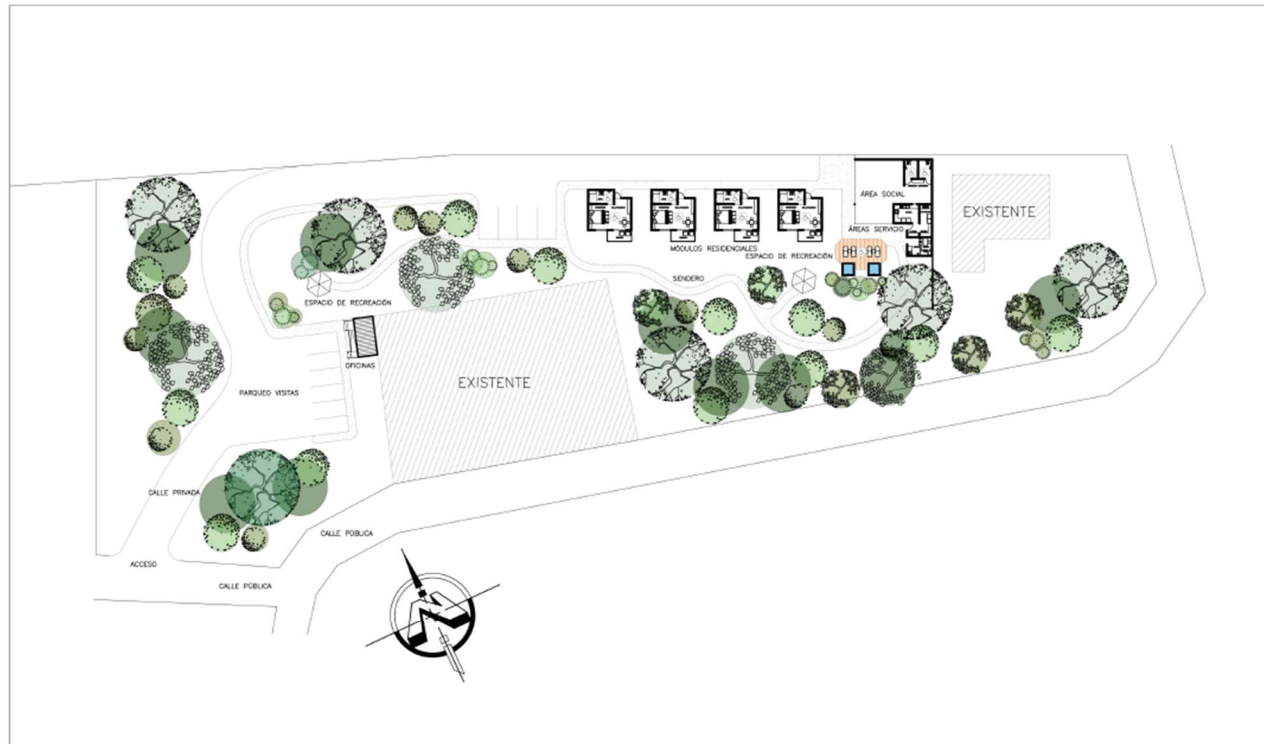 ÁREA SOCIAL
EXISTENTE
ÁREAS SERVICIO
MÓDULOS RESIDENCIALES
ESPACIO DE RECREACIÓN
SENDERO
ESPACIO DE RECREACIÓN
OFICINAS
EXISTENTE
PARQUEO VISITAS
CALLE PRIVADA
CALLE PÚBLICA
ACCESO
CALLE PÚBLICA
N